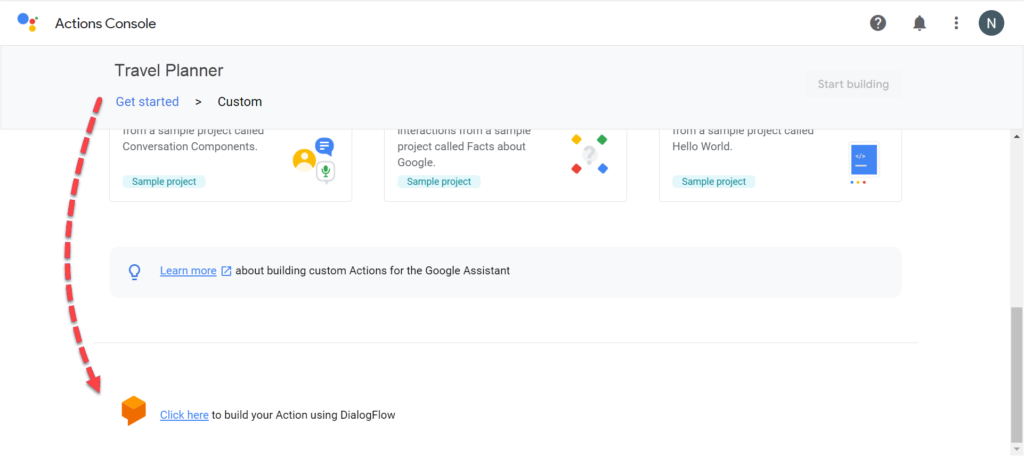 Actions Console
N
Travel Planner
Start building
Get started > Custom
from a sample project called
Conversation Components.
Sample project
interactions from a sample
project called Facts about
Google.
Sample project
from a sample project called
Hello World.
Sample project
Learn more about building custom Actions for the Google Assistant
Click here to build your Action using DialogFlow